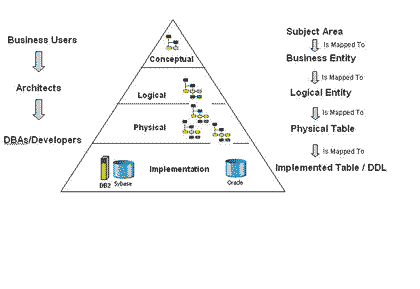 Business Users
Architects
DBAs/Developers
Conceptual
Logical
Physical
Implementation
DB2
Sybase
Oracle
Subject Area
Is Mapped To
Business Entity
Is Mapped To
Logical Entity
Is Mapped To
Physical Table
Is Mapped To
Implemented Table / DDL